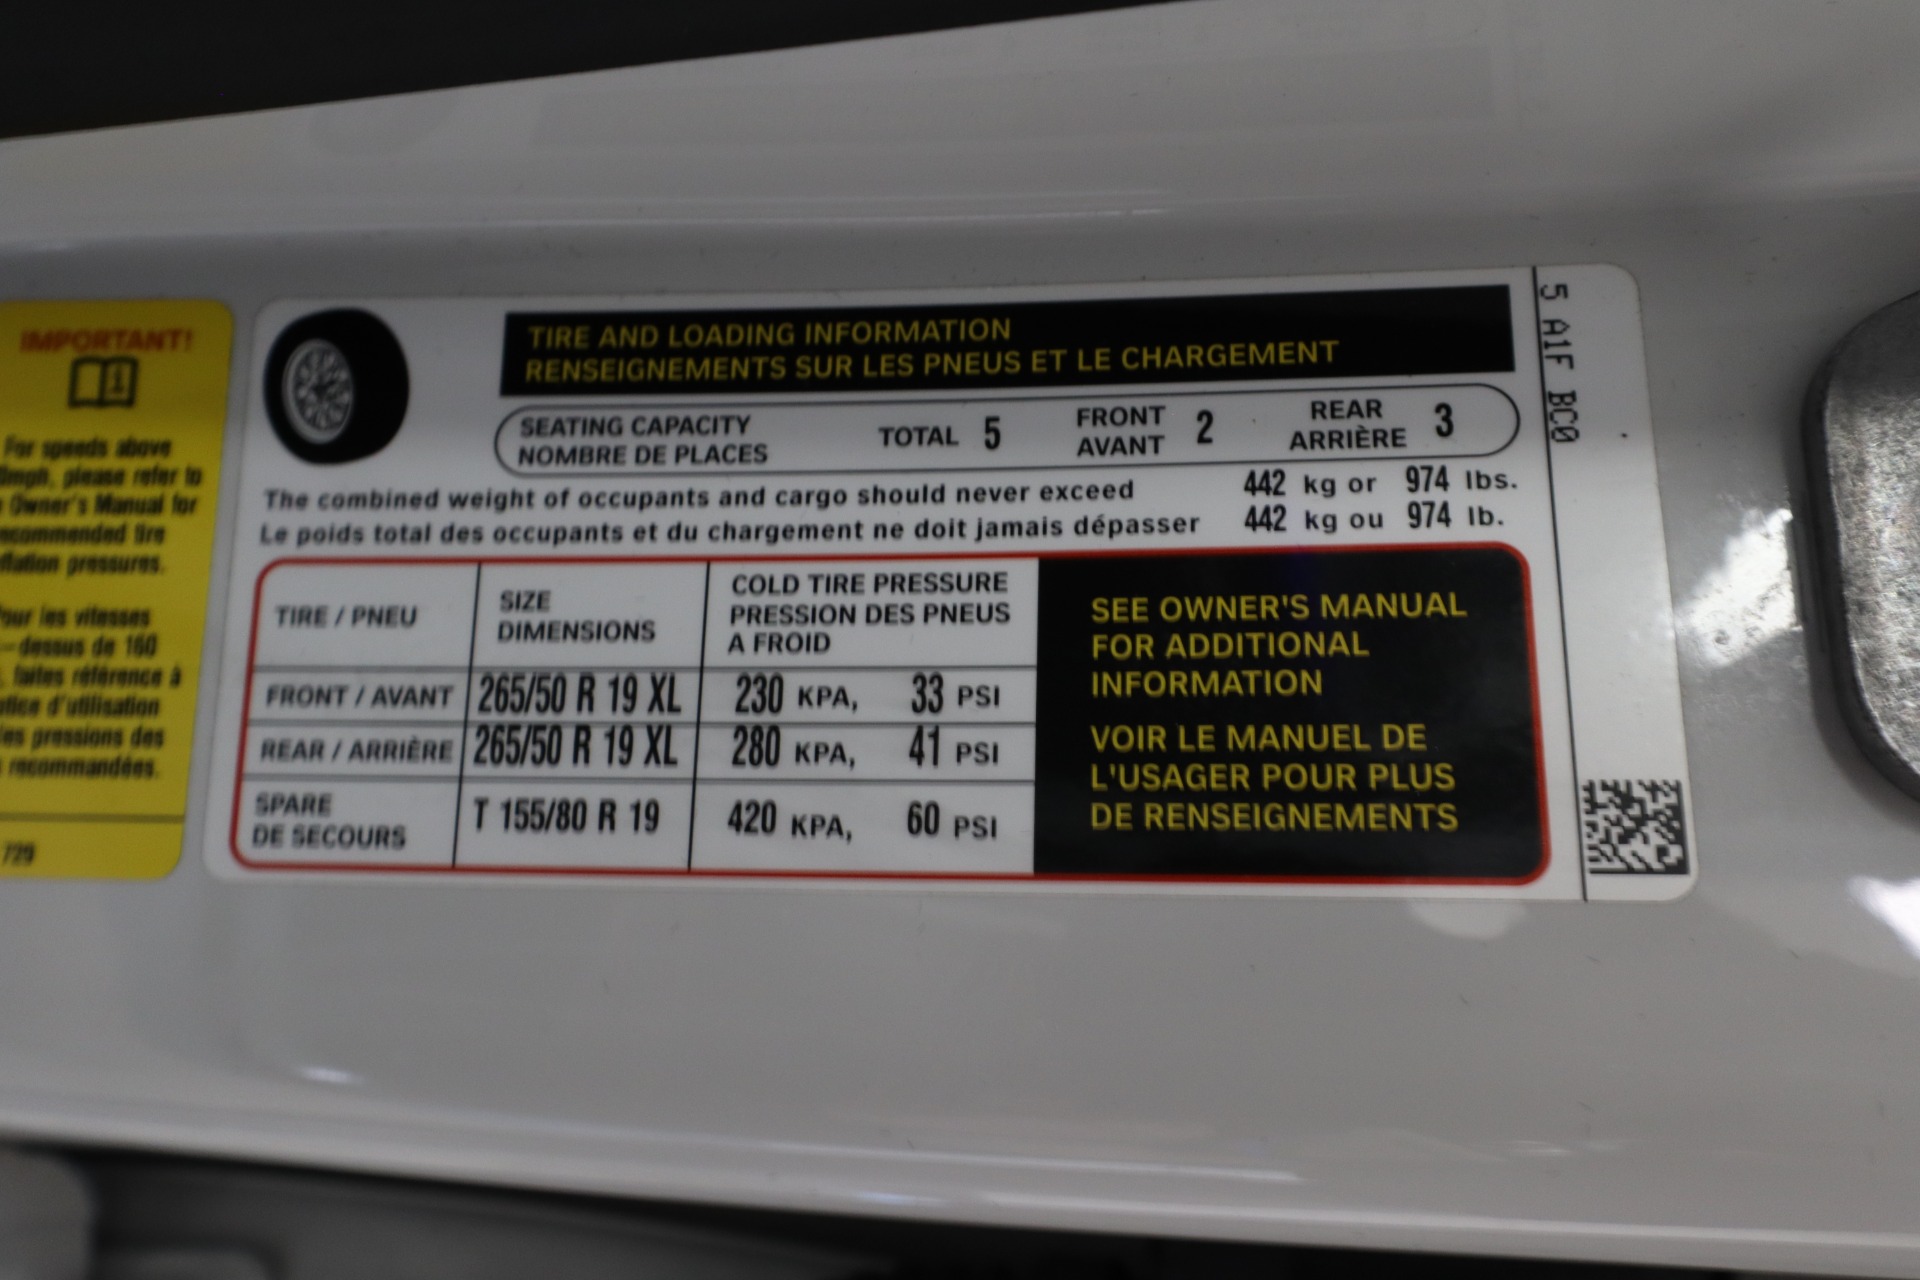 IMPORTANT!
For speeds above
mph, please refer to
Owner's Manual for
recommended tire
inflation pressures.
Pour les vitesses
dessus de 160
faites référence à
d'utilisation
les pressions des
recommandées.
729
TIRE AND LOADING INFORMATION
RENSEIGNEMENTS SUR LES PNEUS ET LE CHARGEMENT
SEATING CAPACITY
NOMBRE DE PLACES
TOTAL 5
FRONT
AVANT
2
REAR
ARRIÈRE
3
The combined weight of occupants and cargo should never exceed 442 kg or 974 lbs.
Le poids total des occupants et du chargement ne doit jamais dépasser 442 kg ou 974 lb.
TIRE / PNEU
SIZE
DIMENSIONS
COLD TIRE PRESSURE
PRESSION DES PNEUS
A FROID
FRONT / AVANT 265/50 R 19 XL 230 KPA, 33 PSI
REAR / ARRIÈRE 265/50 R 19 XL 280 KPA, 41 PSI
SPARE
DE SECOURS
T 155/80 R 19 420 KPA, 60 PSI
SEE OWNER'S MANUAL
FOR ADDITIONAL
INFORMATION
VOIR LE MANUEL DE
L'USAGER POUR PLUS
DE RENSEIGNEMENTS
5 A1F BC0